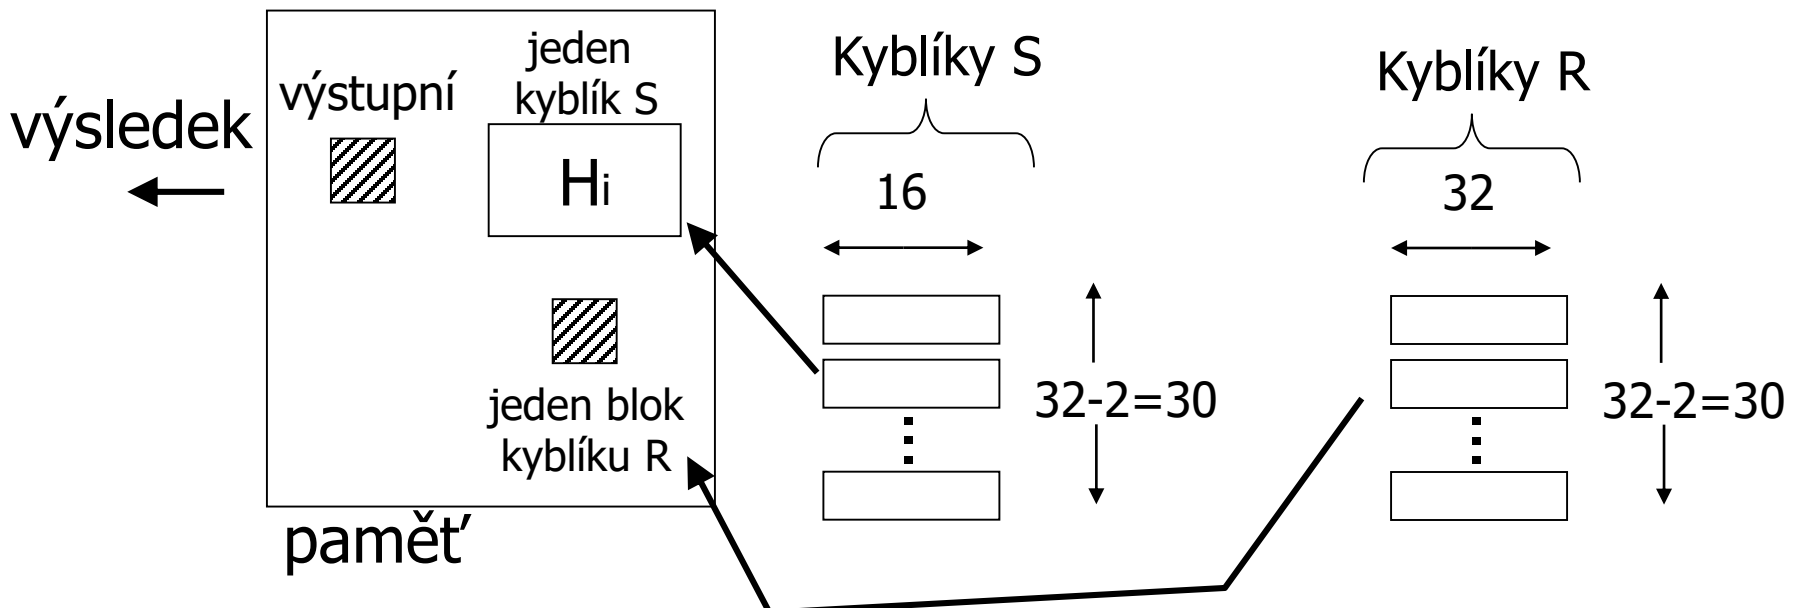 výsledek
výstupní
jeden
kyblík S
Hi
jeden blok
kyblíku R
paměť
Kyblíky S
16
32-2=30
Kyblíky R
32
32-2=30